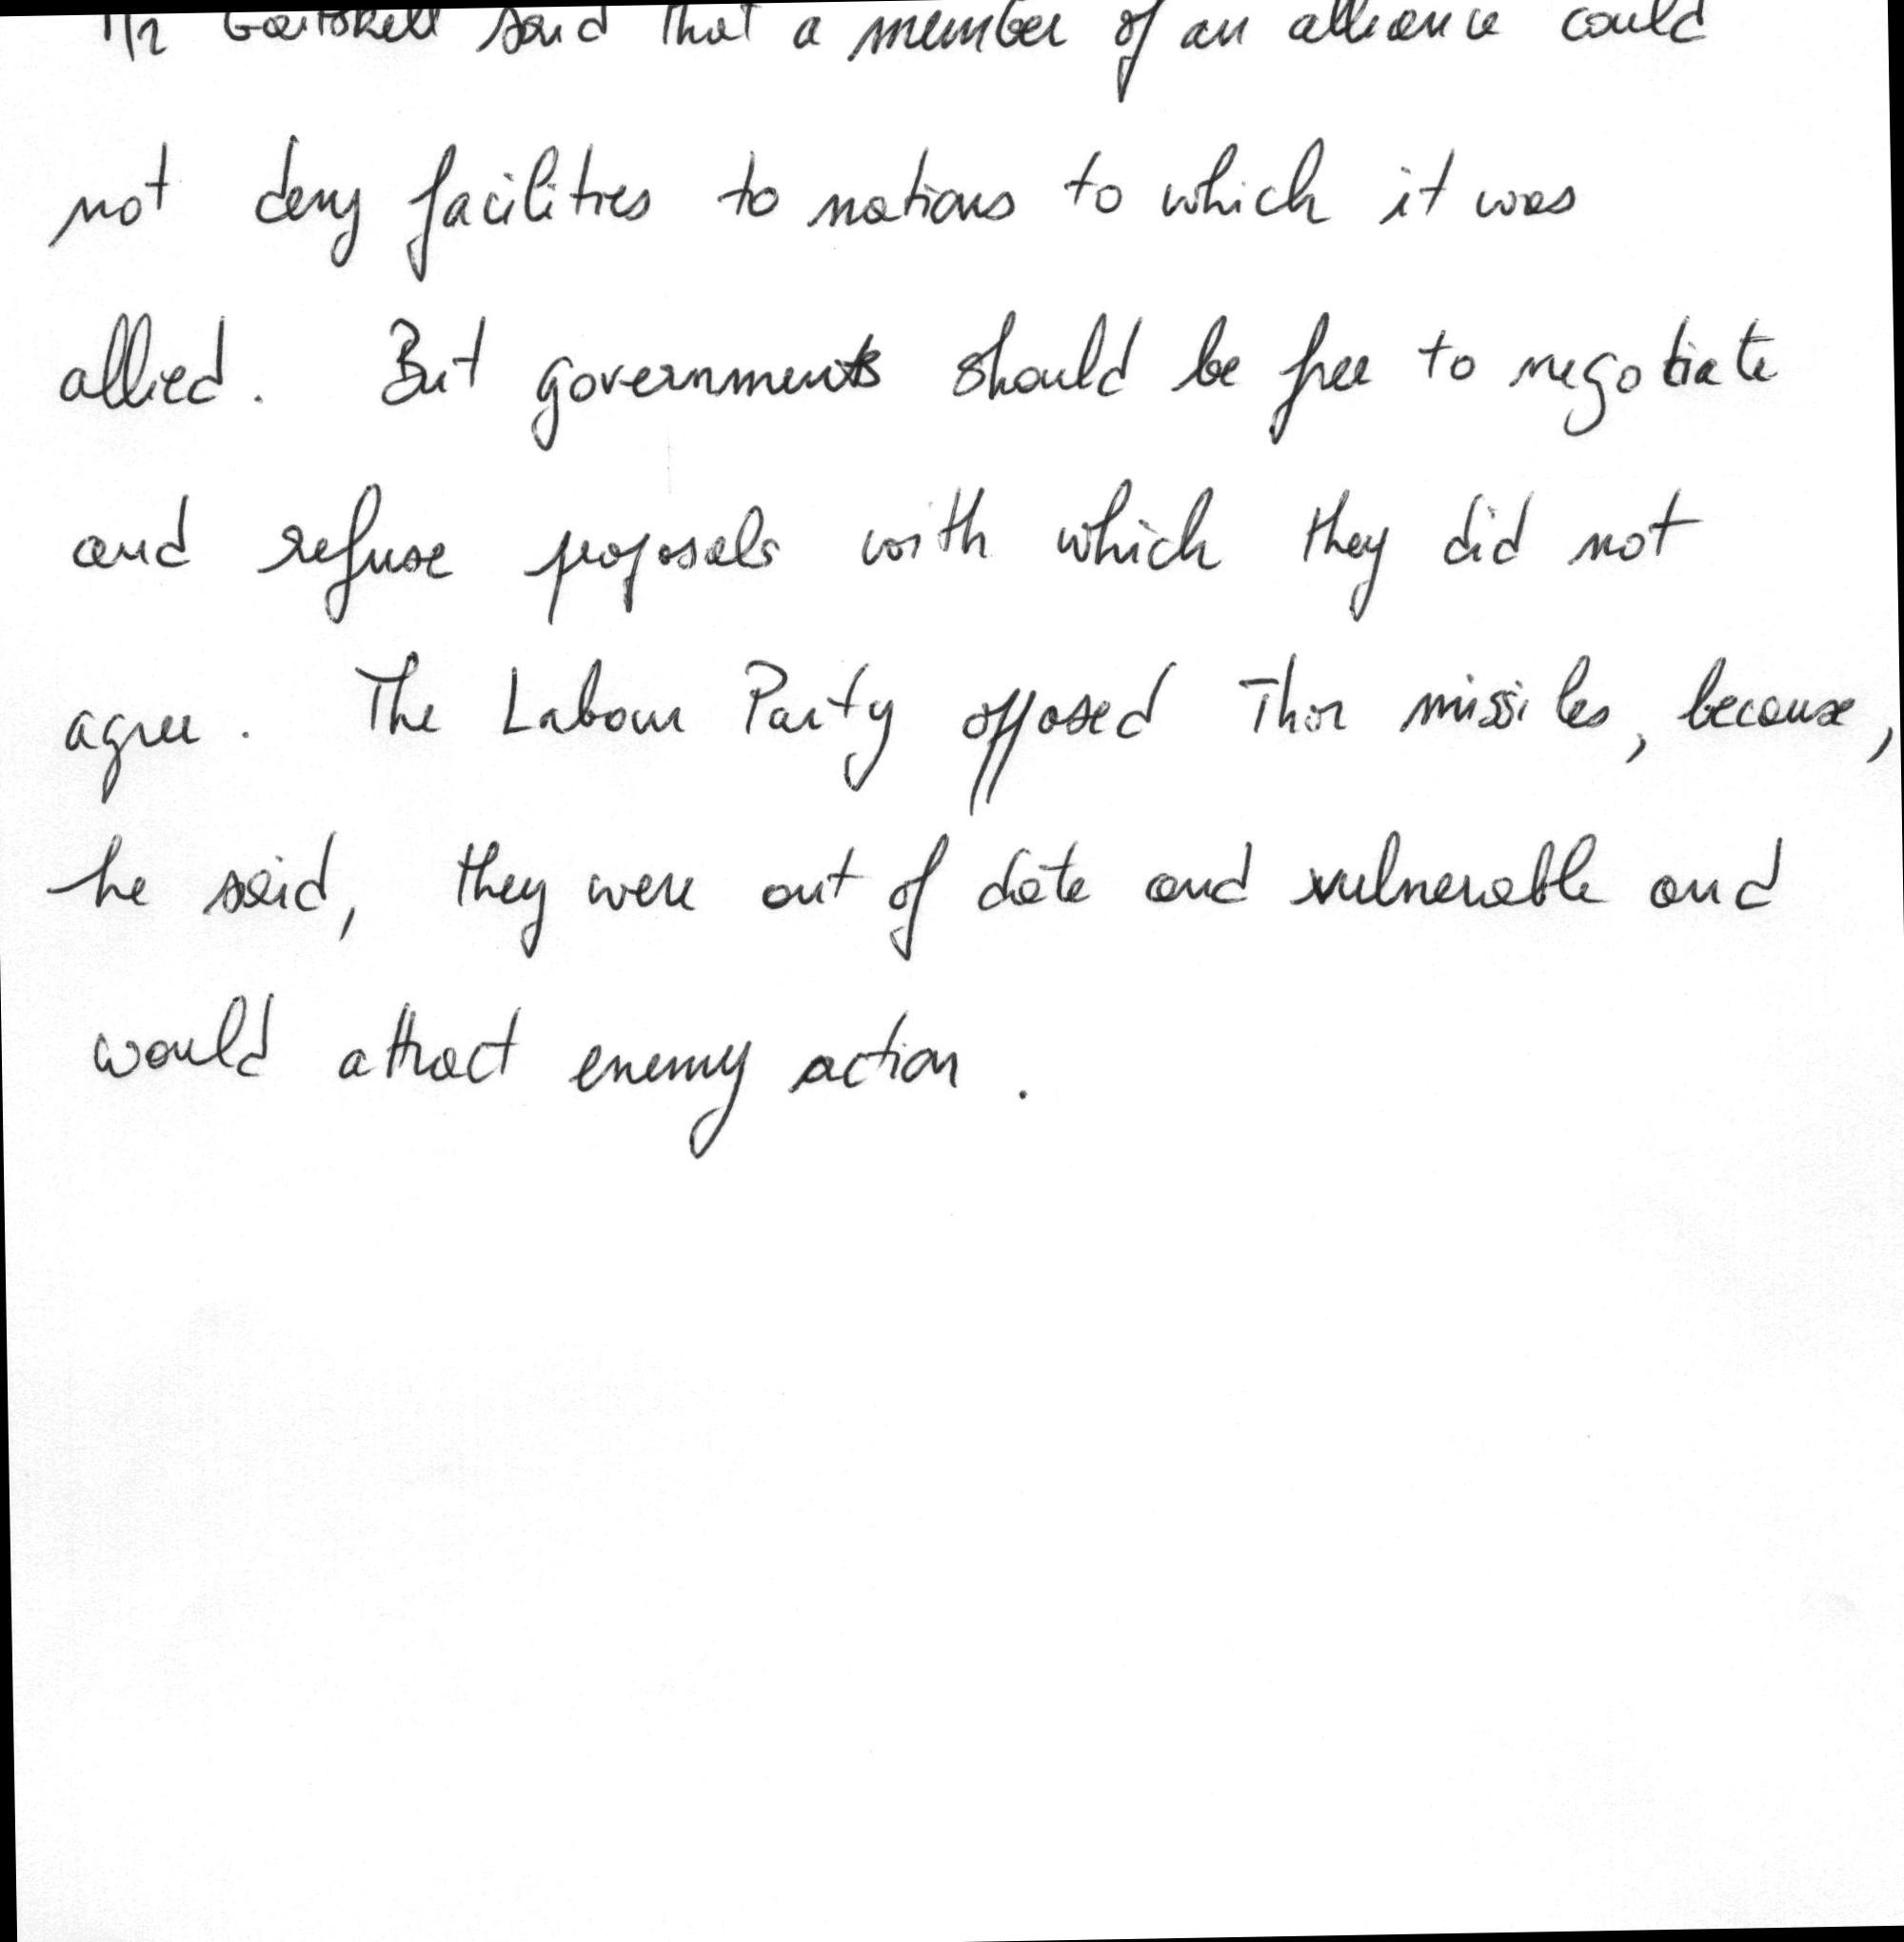 Mr Gaitskell said that a member of an alliance could
not deny facilities to nations to which it was
allied. But governments should be free to negotiate
and refuse proposals with which they did not
agree. The Labour Party opposed Thor missiles, because,
he said, they were out of date and vulnerable and
would attract enemy action.